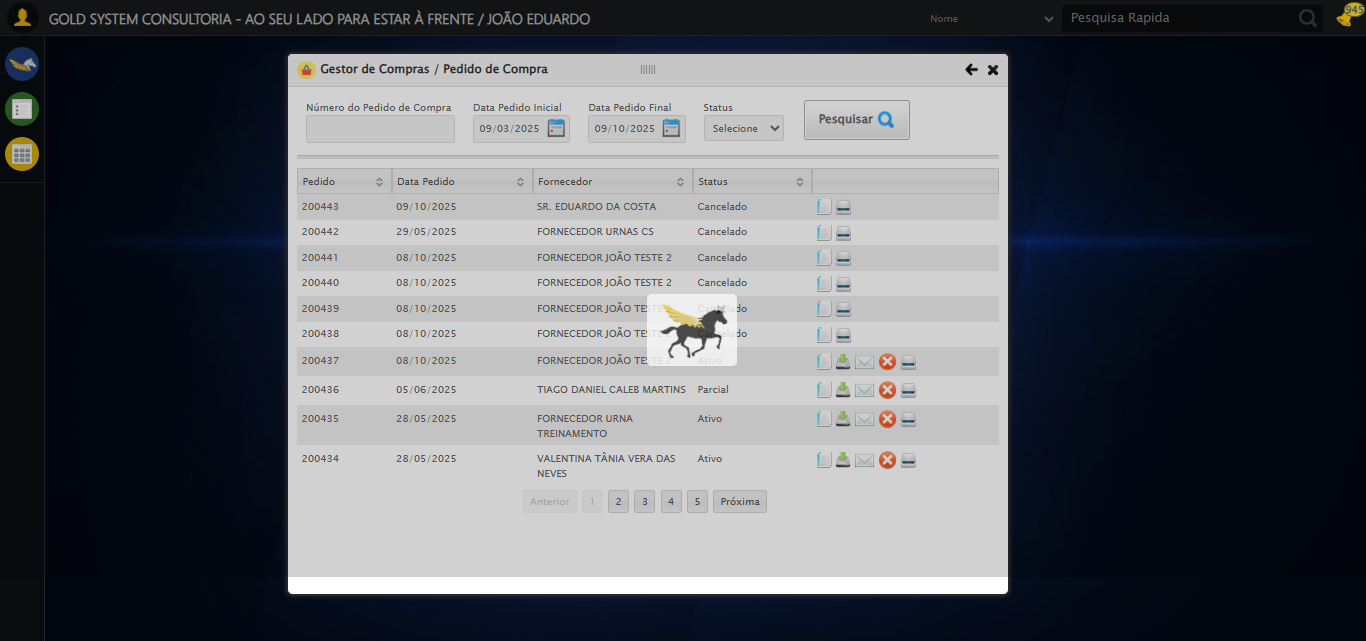 GOLD SYSTEM CONSULTORIA - AO SEU LADO PARA ESTAR À FRENTE / JOÃO EDUARDO
Nome
Pesquisa Rapida
945
Gestor de Compras / Pedido de Compra
Número do Pedido de Compra
Data Pedido Inicial
Data Pedido Final
Status
09/03/2025
09/10/2025
Selecione
Pesquisar
Pedido Data Pedido Fornecedor Status
200443 09/10/2025 SR. EDUARDO DA COSTA Cancelado
200442 29/05/2025 FORNECEDOR URNAS CS Cancelado
200441 08/10/2025 FORNECEDOR JOÃO TESTE 2 Cancelado
200440 08/10/2025 FORNECEDOR JOÃO TESTE 2 Cancelado
200439 08/10/2025 FORNECEDOR JOÃO TESTE
200438 08/10/2025 FORNECEDOR JOÃO TESTE 2
200437 08/10/2025 FORNECEDOR JOÃO TESTE 2 Ativo
200436 05/06/2025 TIAGO DANIEL CALEB MARTINS Parcial
200435 28/05/2025 FORNECEDOR URNA Ativo
TREINAMENTO
200434 28/05/2025 VALENTINA TÂNIA VERA DAS Ativo
NEVES
Anterior 1 2 3 4 5 Próxima